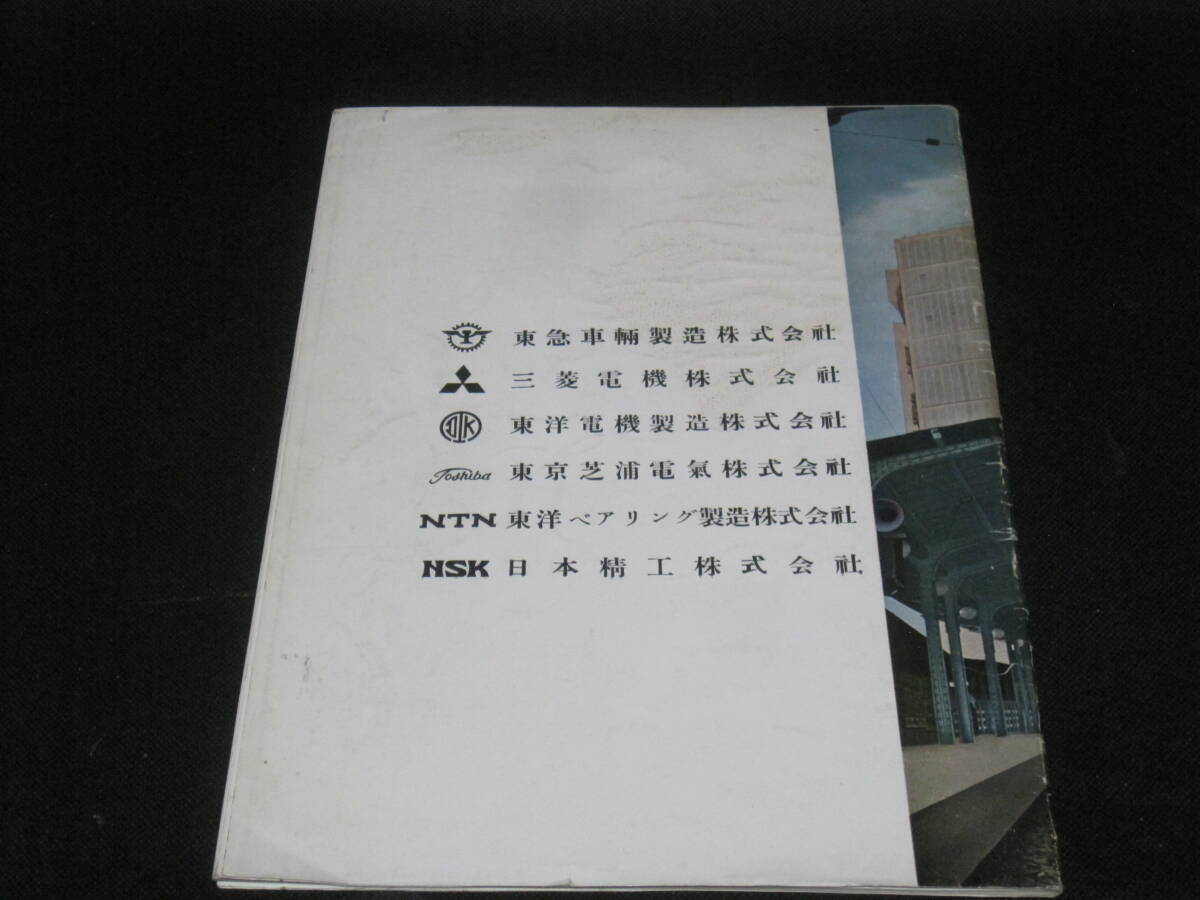 東急車輛製造株式会社
三菱電機株式会社
TDK 東洋電機製造株式会社
Toshiba 東京芝浦電氣株式会社
NTN 東洋ベアリング製造株式会社
NSK 日本精工株式会社